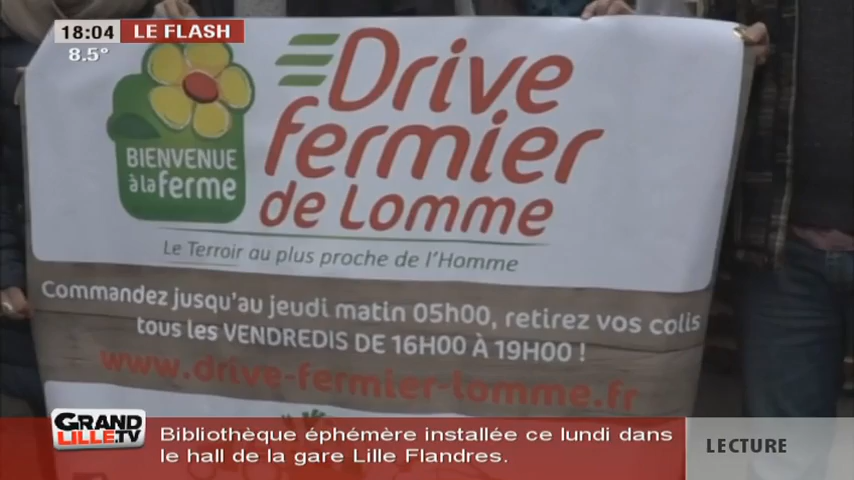 18:04 LE FLASH
8.5°
Drive
fermier
de Lomme
BIENVENUE
à la ferme
Le Terroir au plus proche de l'Homme
Commandez jusqu'au jeudi matin 05h00, retirez vos colis
tous les VENDREDIS DE 16H00 À 19H00 !
www.drive-fermier-lomme.fr
GRAND
LILLE.TV
Bibliothèque éphémère installée ce lundi dans
le hall de la gare Lille Flandres.
LECTURE